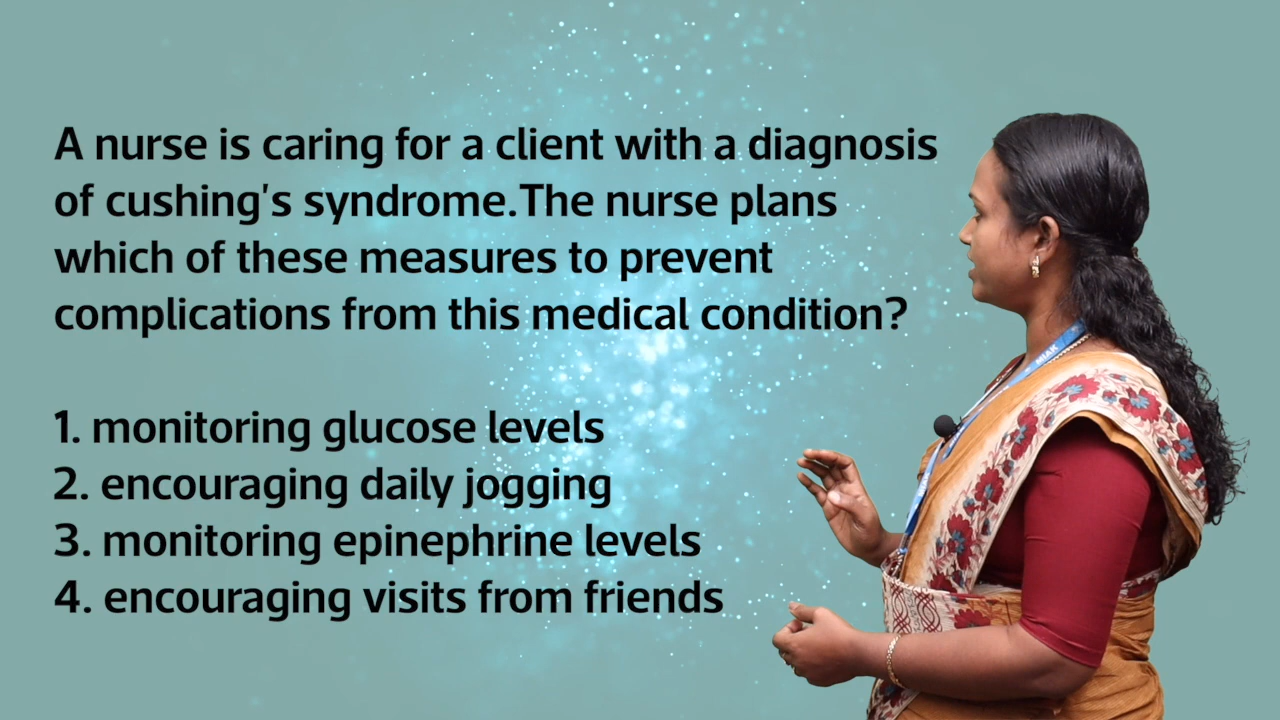 A nurse is caring for a client with a diagnosis
of cushing's syndrome.The nurse plans
which of these measures to prevent
complications from this medical condition?
1. monitoring glucose levels
2. encouraging daily jogging
3. monitoring epinephrine levels
4. encouraging visits from friends
MIAK